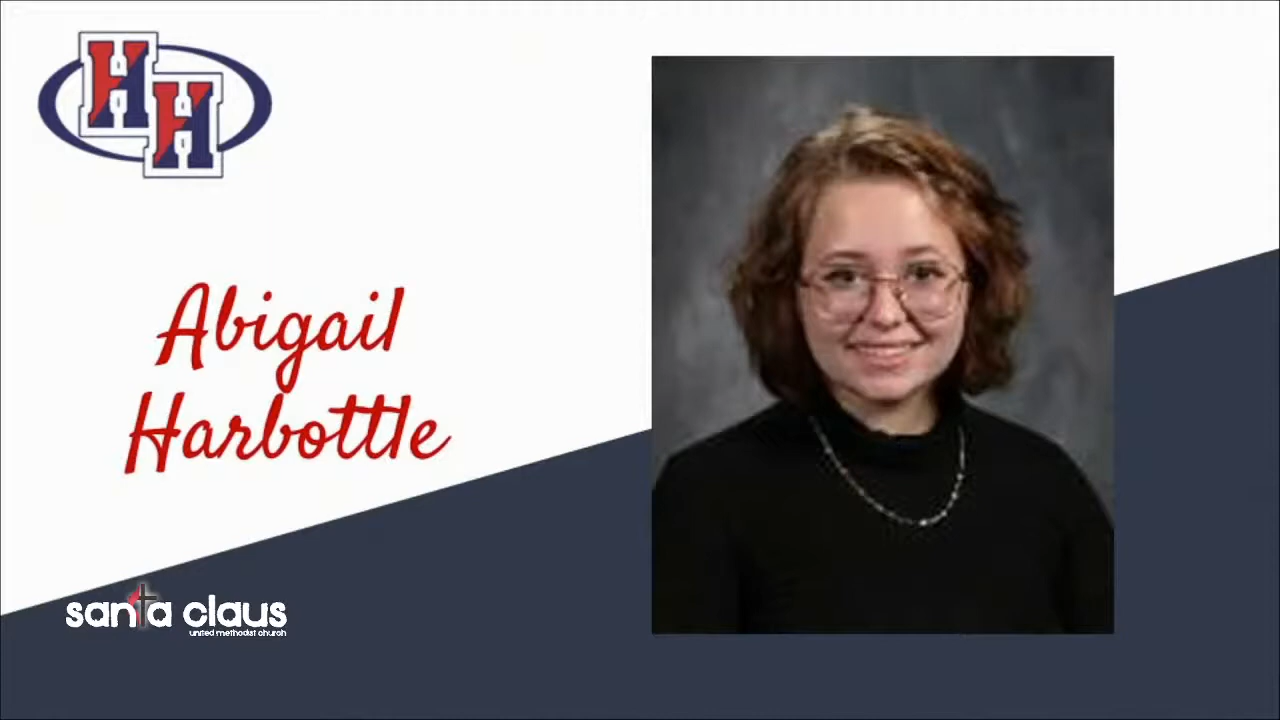 HH
Abigail
Harbottle
santa claus
united methodist church